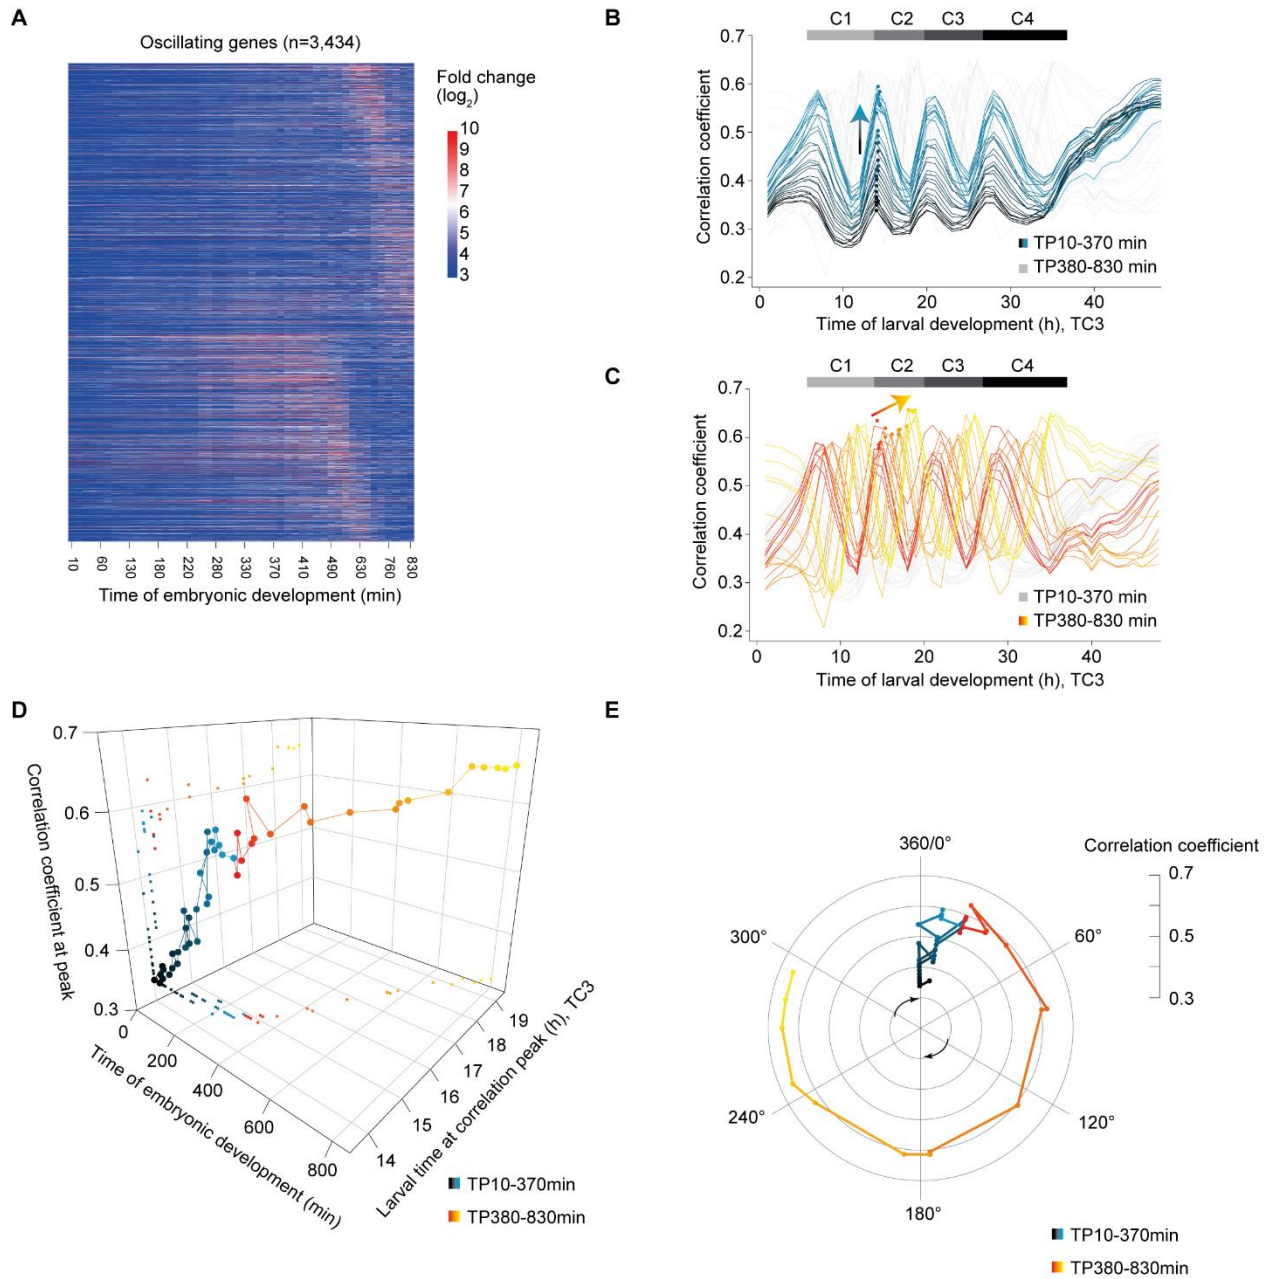 A
Oscillating genes (n=3,434)
Fold change
(log2)
10
9
8
7
6
5
4
3
10 60 130 180 220 280 330 370 410 490 630 760 830
Time of embryonic development (min)
B
C1 C2 C3 C4
0.7
0.6
0.5
0.4
0.3
0.2
Correlation coefficient
TP10-370 min
TP380-830 min
0 10 20 30 40
Time of larval development (h), TC3
C
C1 C2 C3 C4
0.7
0.6
0.5
0.4
0.3
0.2
Correlation coefficient
TP10-370 min
TP380-830 min
0 10 20 30 40
Time of larval development (h), TC3
D
0.7
0.6
0.5
0.4
0.3
Correlation coefficient at peak
0
200
400
600
800
Time of embryonic development (min)
14
15
16
17
18
19
Larval time at correlation peak (h), TC3
TP10-370min
TP380-830min
E
360/0°
60°
120°
180°
240°
300°
Correlation coefficient
0.7
0.5
0.3
TP10-370min
TP380-830min